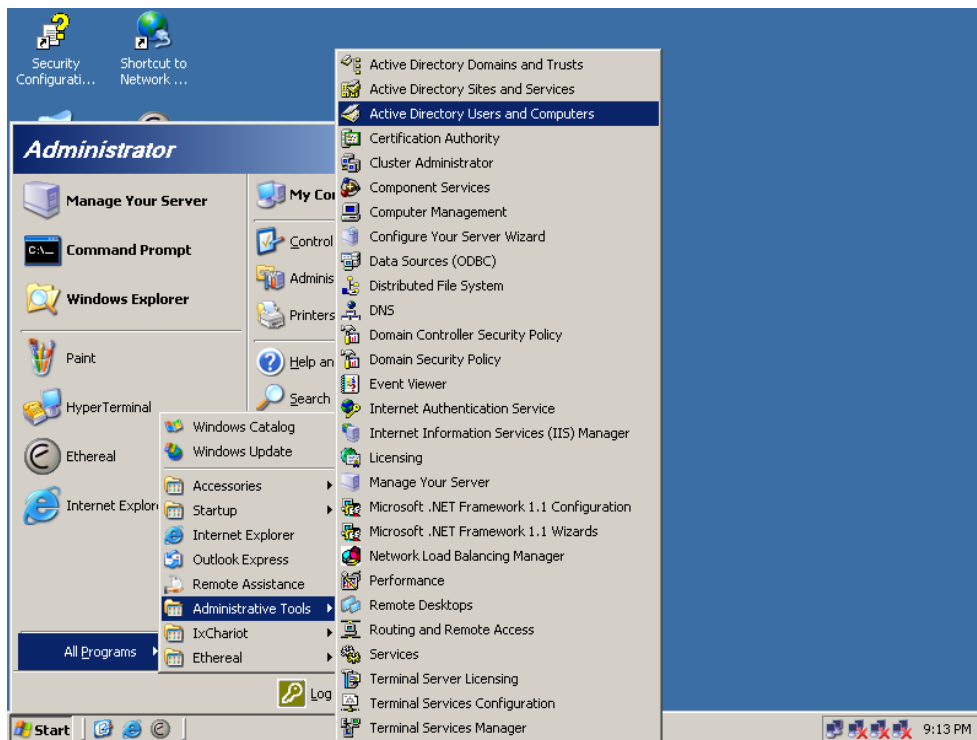 Security
Configurati...
Shortcut to
Network ...
Administrator
Manage Your Server
Command Prompt
Windows Explorer
Paint
HyperTerminal
Ethereal
Internet Explor
All Programs
My Co
Control
Adminis
Printers
Help an
Search
Log
Windows Catalog
Windows Update
Accessories
Startup
Internet Explorer
Outlook Express
Remote Assistance
Administrative Tools
IxChariot
Ethereal
Active Directory Domains and Trusts
Active Directory Sites and Services
Active Directory Users and Computers
Certification Authority
Cluster Administrator
Component Services
Computer Management
Configure Your Server Wizard
Data Sources (ODBC)
Distributed File System
DNS
Domain Controller Security Policy
Domain Security Policy
Event Viewer
Internet Authentication Service
Internet Information Services (IIS) Manager
Licensing
Manage Your Server
Microsoft .NET Framework 1.1 Configuration
Microsoft .NET Framework 1.1 Wizards
Network Load Balancing Manager
Performance
Remote Desktops
Routing and Remote Access
Services
Terminal Server Licensing
Terminal Services Configuration
Terminal Services Manager
Start
9:13 PM